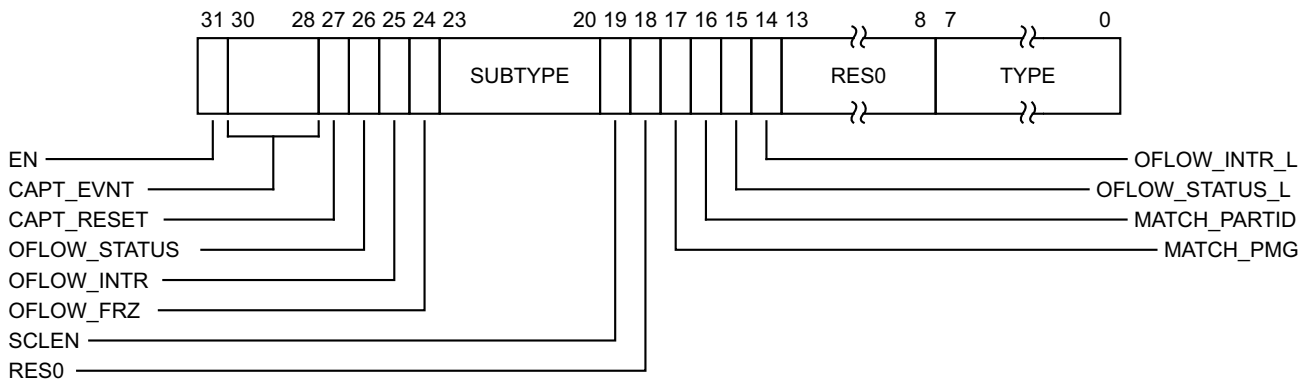 31 30 28 27 26 25 24 23 20 19 18 17 16 15 14 13 8 7 0
SUBTYPE RES0 TYPE
EN OFLOW_INTR_L
CAPT_EVNT OFLOW_STATUS_L
CAPT_RESET MATCH_PARTID
OFLOW_STATUS MATCH_PMG
OFLOW_INTR
OFLOW_FRZ
SCLEN
RES0